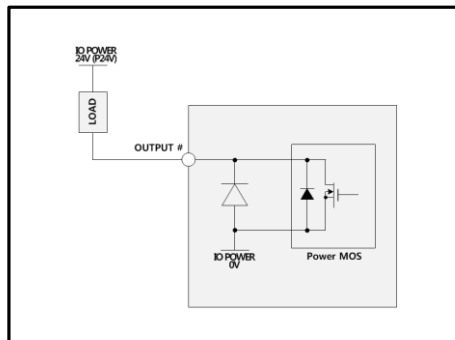 IO POWER
24V (P24V)
LOAD
OUTPUT #
IO POWER
0V
Power MOS